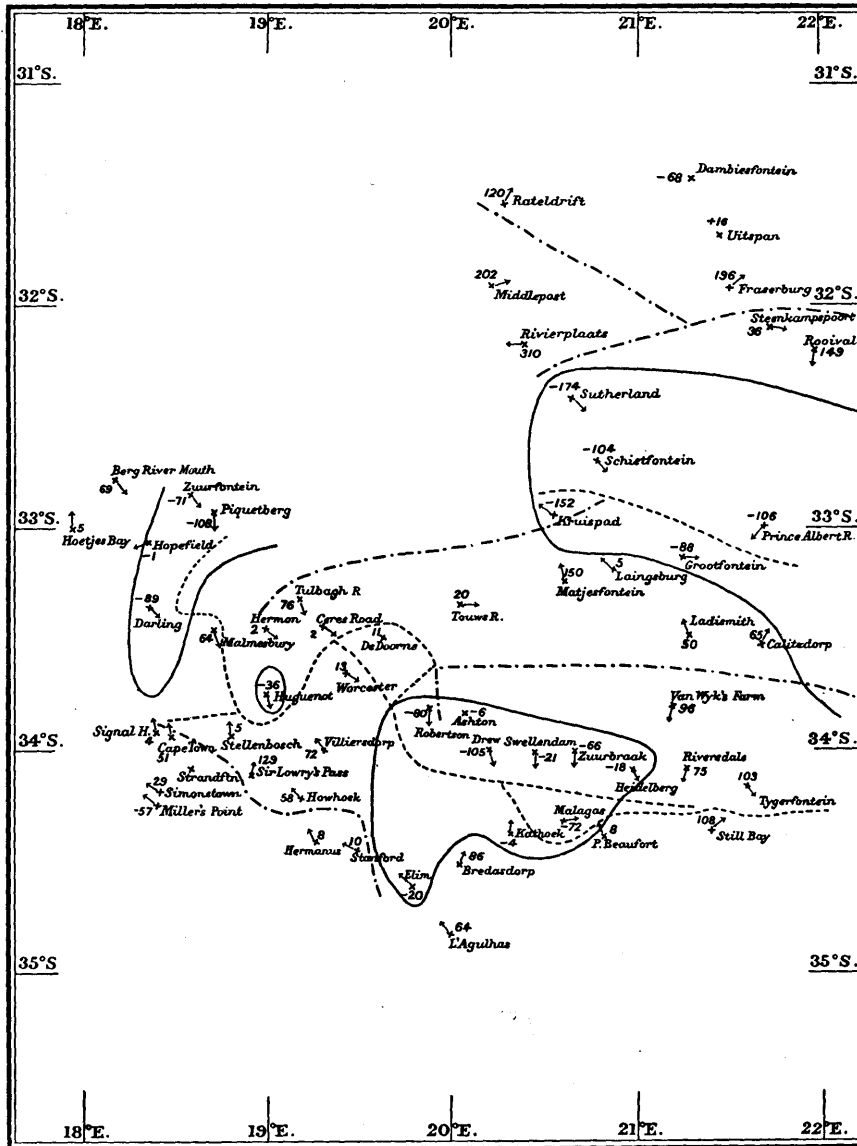 18°E. 19°E. 20°E. 21°E. 22°E.
31°S. 31°S.
-68 Dambiesfontein
120 Rateldrift
+16
Uitspan
202
Middlepost
196
Fraserburg
32°S. 32°S.
Steenkampspoort
36
Rooival
149
Rivierplaats
310
-174
Sutherland
-104
Schietfontein
Berg River Mouth
69
Zuurfontein
-71
Piquetberg
-108
-152
Kruispad
-106
Prince Albert R.
33°S. 33°S.
5
Hoetjes Bay
Hopefield
-1
-88
Grootfontein
5
Laingsburg
150
Matjesfontein
Tulbagh R
76
20
Touws R.
-89
Darling
64 Malmesbury
Hermon
2
Ceres Road
2
11
De Doorns
Ladismith
50
65
Calitzdorp
13
Worcester
-36
Huguenot
Van Wyk's Farm
96
-80
Robertson
-6
Ashton
Signal H.
4
Cape Town
51
5
Stellenbosch
Villiersdorp
72
34°S. 34°S.
Drew
-105
Swellendam
-21
-66
Zuurbraak
-18
Heidelberg
Riversdale
75
103
Tygerfontein
Strandftn
129
Sir Lowry's Pass
29
Simonstown
-57 Miller's Point
58 Howhoek
Malagas
-72
-4
Kathoek
8
P. Beaufort
108
Still Bay
8
Hermanus
10
Stanford
86
Bredasdorp
Elim
-20
64
L'Agulhas
35°S. 35°S.
18°E. 19°E. 20°E. 21°E. 22°E.